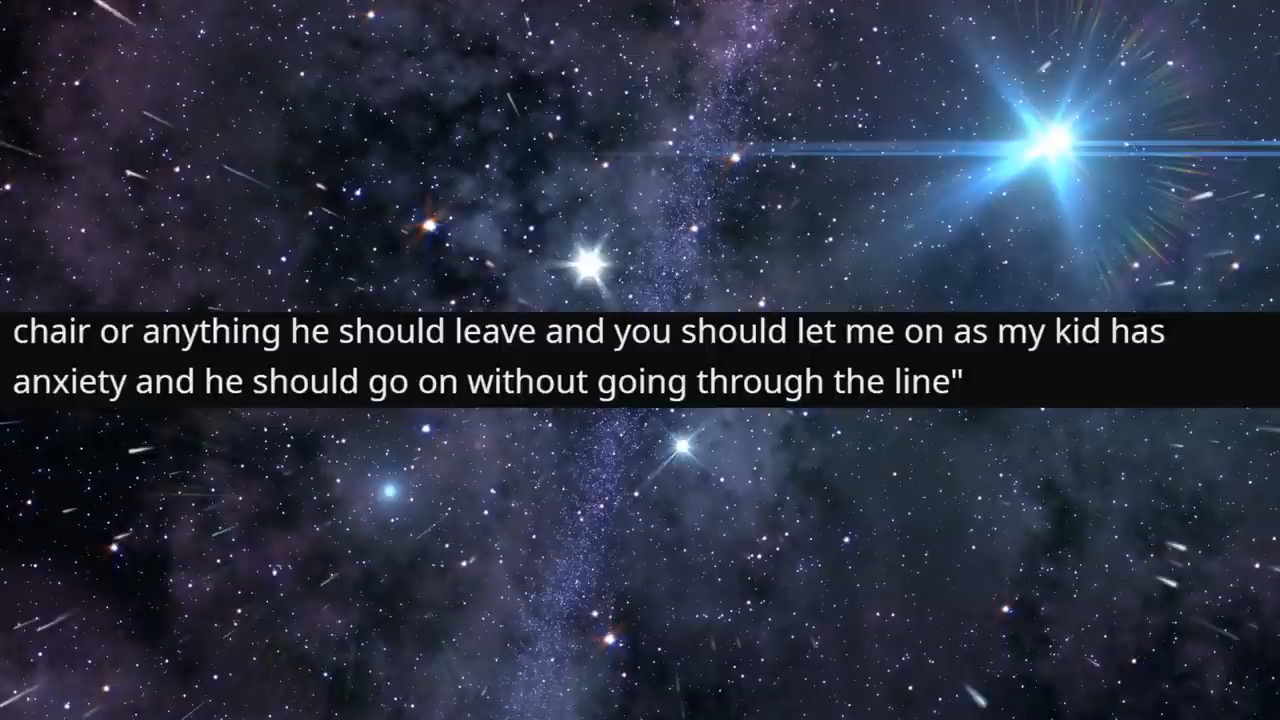 chair or anything he should leave and you should let me on as my kid has
anxiety and he should go on without going through the line"